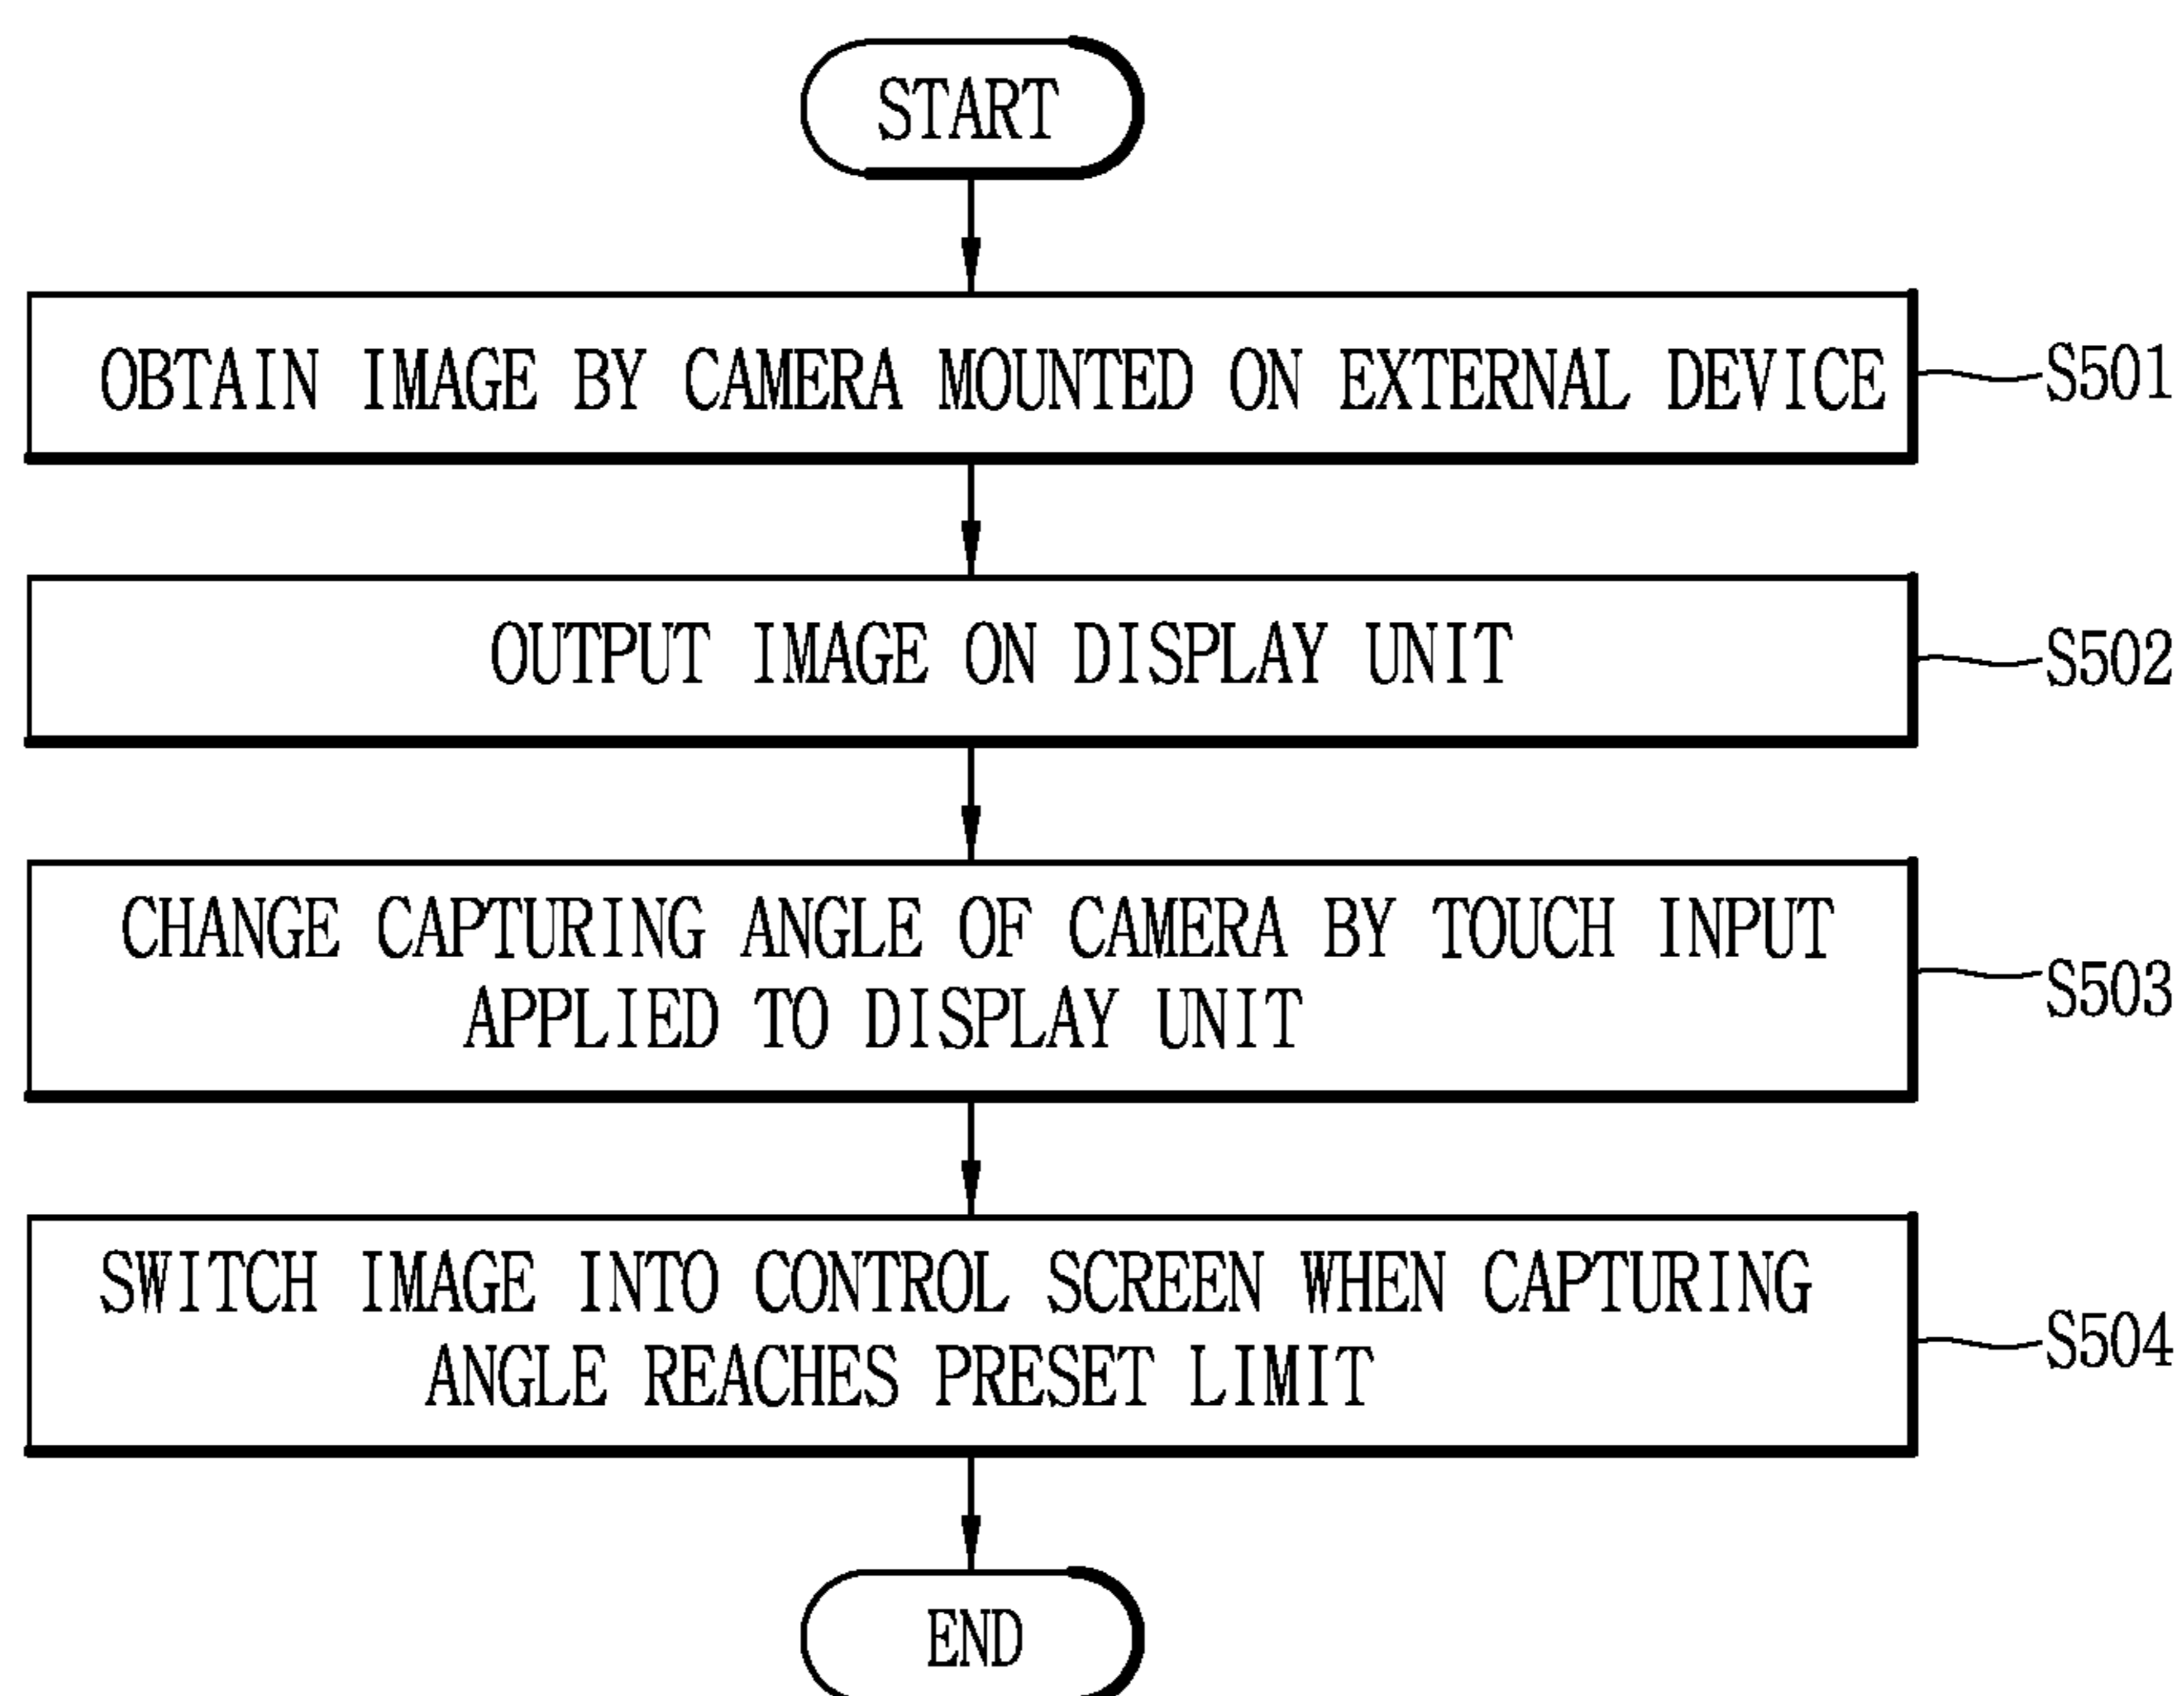 START
OBTAIN IMAGE BY CAMERA MOUNTED ON EXTERNAL DEVICE
S501
OUTPUT IMAGE ON DISPLAY UNIT
S502
CHANGE CAPTURING ANGLE OF CAMERA BY TOUCH INPUT
APPLIED TO DISPLAY UNIT
S503
SWITCH IMAGE INTO CONTROL SCREEN WHEN CAPTURING
ANGLE REACHES PRESET LIMIT
S504
END